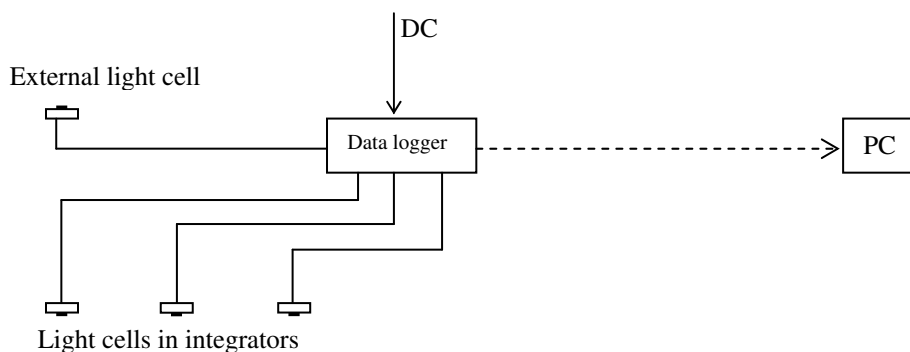 DC
External light cell
Data logger
PC
Light cells in integrators